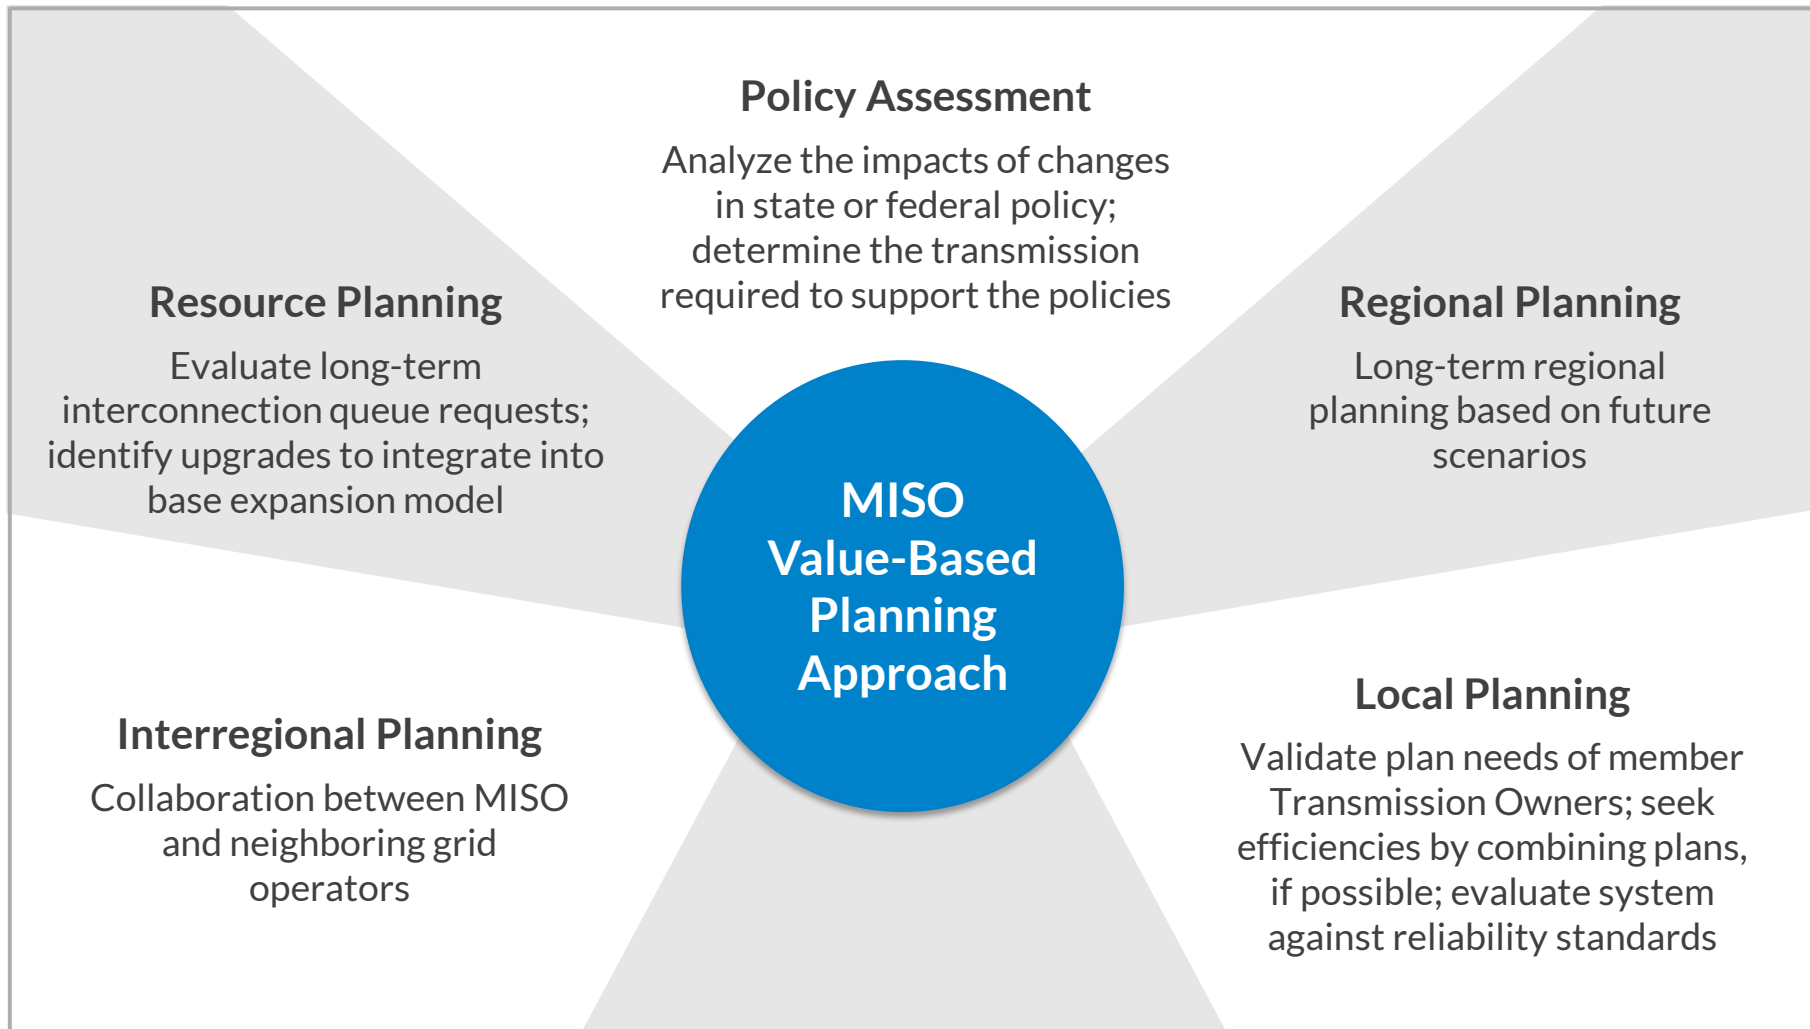 Policy Assessment
Analyze the impacts of changes
in state or federal policy;
determine the transmission
required to support the policies
Resource Planning
Evaluate long-term
interconnection queue requests;
identify upgrades to integrate into
base expansion model
Regional Planning
Long-term regional
planning based on future
scenarios
MISO
Value-Based
Planning
Approach
Interregional Planning
Collaboration between MISO
and neighboring grid
operators
Local Planning
Validate plan needs of member
Transmission Owners; seek
efficiencies by combining plans,
if possible; evaluate system
against reliability standards